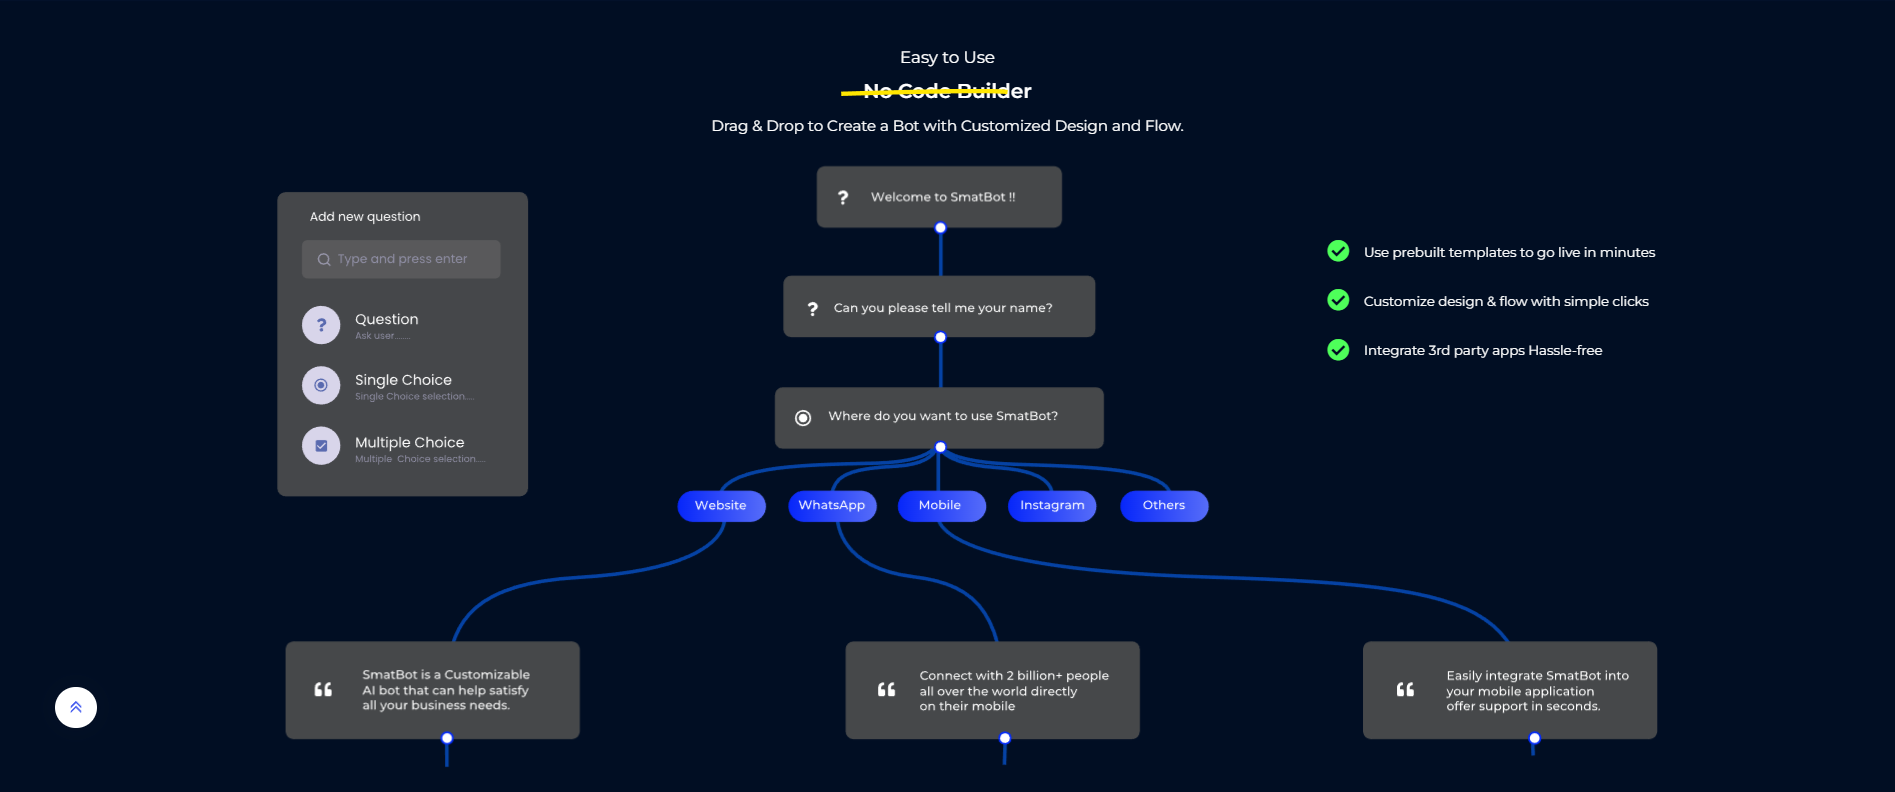 Easy to Use
No Code Builder
Drag & Drop to Create a Bot with Customized Design and Flow.
Welcome to SmatBot !!
Add new question
Type and press enter
Question
Ask user.......
Single Choice
Single Choice selection....
Multiple Choice
Multiple Choice selection....
Can you please tell me your name?
Where do you want to use SmatBot?
Use prebuilt templates to go live in minutes
Customize design & flow with simple clicks
Integrate 3rd party apps Hassle-free
Website
WhatsApp
Mobile
Instagram
Others
SmatBot is a Customizable
AI bot that can help satisfy
all your business needs.
Connect with 2 billion+ people
all over the world directly
on their mobile
Easily integrate SmatBot into
your mobile application
offer support in seconds.